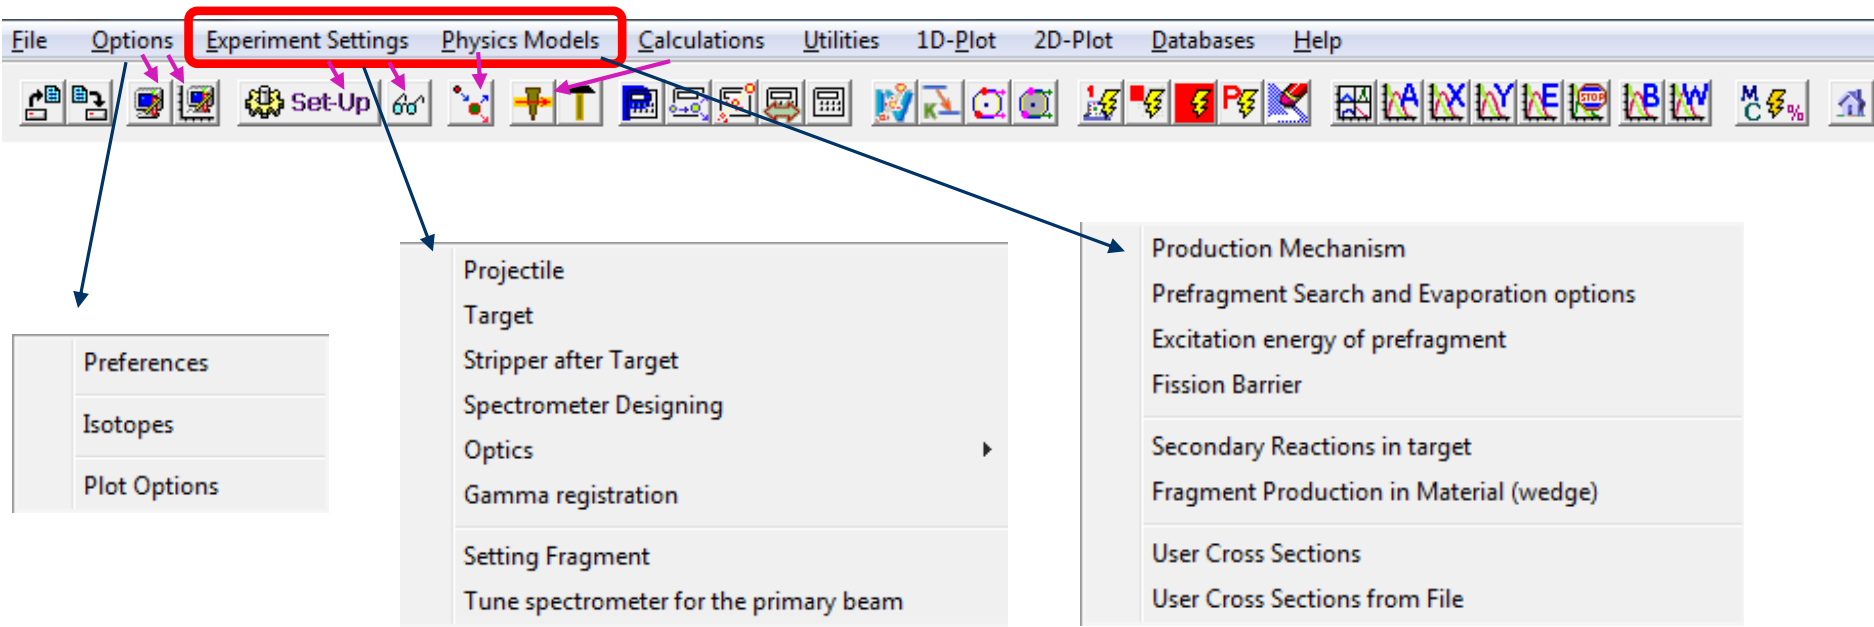 File Options Experiment Settings Physics Models Calculations Utilities 1D-Plot 2D-Plot Databases Help
Set-Up K 1 P A X Y E STOP B W MC %
Preferences
Isotopes
Plot Options
Projectile
Target
Stripper after Target
Spectrometer Designing
Optics
Gamma registration
Setting Fragment
Tune spectrometer for the primary beam
Production Mechanism
Prefragment Search and Evaporation options
Excitation energy of prefragment
Fission Barrier
Secondary Reactions in target
Fragment Production in Material (wedge)
User Cross Sections
User Cross Sections from File